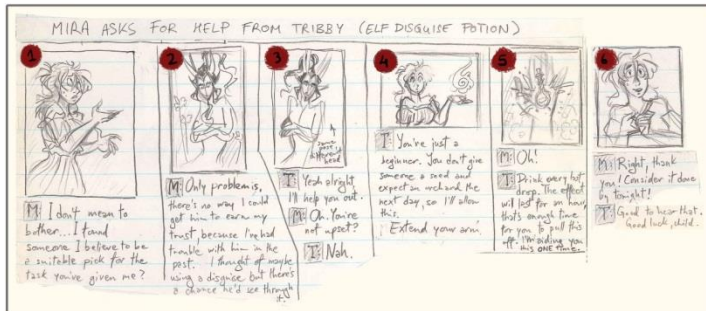 MIRA ASKS FOR HELP FROM TRIBBY (ELF DISGUISE POTION)
1
M: I don't mean to
bother... I found
someone I believe to be
a suitable pick for the
task you've given me?
2
M: Only problem is,
there's no way I could
get him to earn my
trust, because I've had
trouble with him in the
past. I thought of maybe
using a disguise but there's
a chance he'd see through
it.
3
same
pose,
different
head
T: Yeah alright
I'll help you out.
M: Oh. You're
not upset?
T: Nah.
4
T: You're just a
beginner. You don't give
someone a seed and
expect an orchard the
next day, so I'll allow
this.
Extend your arm.
5
M: Oh!
T: Drink every last
drop. The effect
will last for an hour,
that's enough time
for you to pull this
off. I'm aiding you
this ONE time.
6
M: Right, thank
you! Consider it done
by tonight!
T: Good to hear that.
Good luck, child.